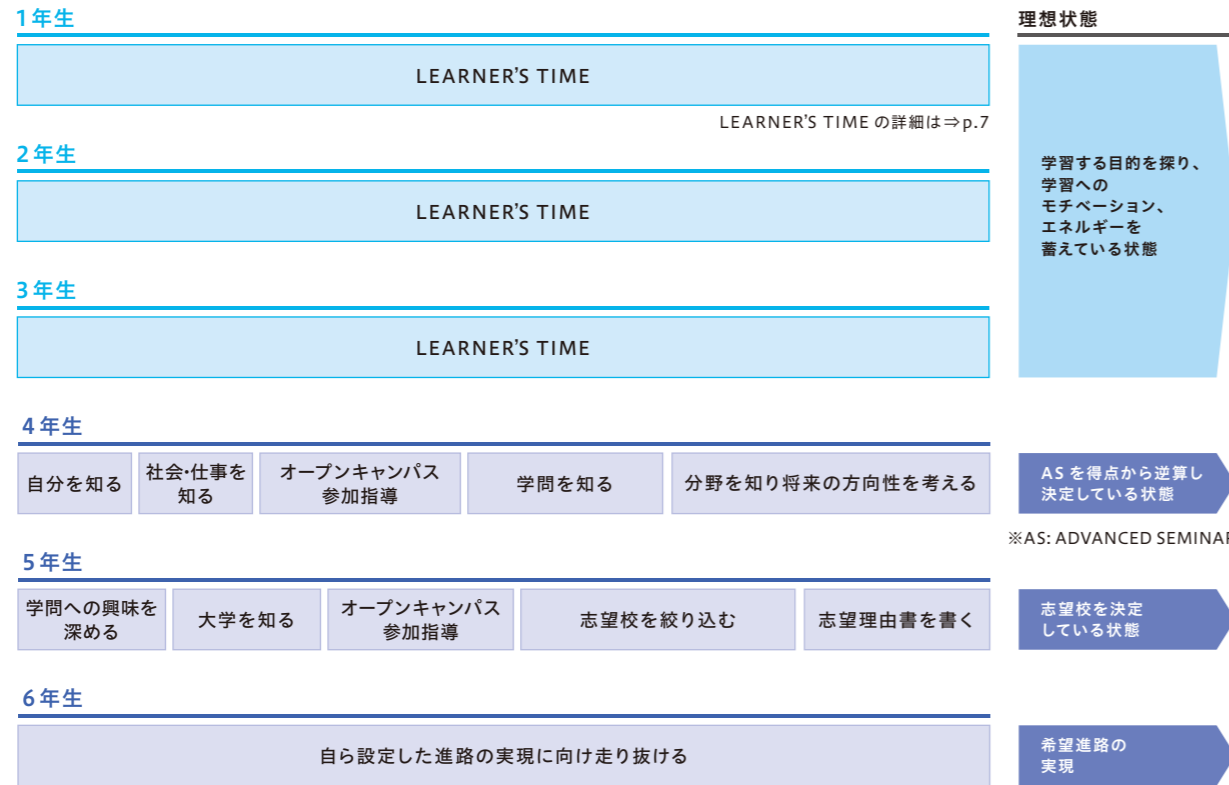 1年生
理想状態
LEARNER'S TIME
LEARNER'S TIME の詳細は⇒p.7
2年生
LEARNER'S TIME
学習する目的を探り、
学習への
モチベーション、
エネルギーを
蓄えている状態
3年生
LEARNER'S TIME
4年生
自分を知る
社会・仕事を
知る
オープンキャンパス
参加指導
学問を知る
分野を知り将来の方向性を考える
AS を得点から逆算し
決定している状態
※AS: ADVANCED SEMINAR
5年生
学問への興味を
深める
大学を知る
オープンキャンパス
参加指導
志望校を絞り込む
志望理由書を書く
志望校を決定
している状態
6年生
自ら設定した進路の実現に向け走り抜ける
希望進路の
実現